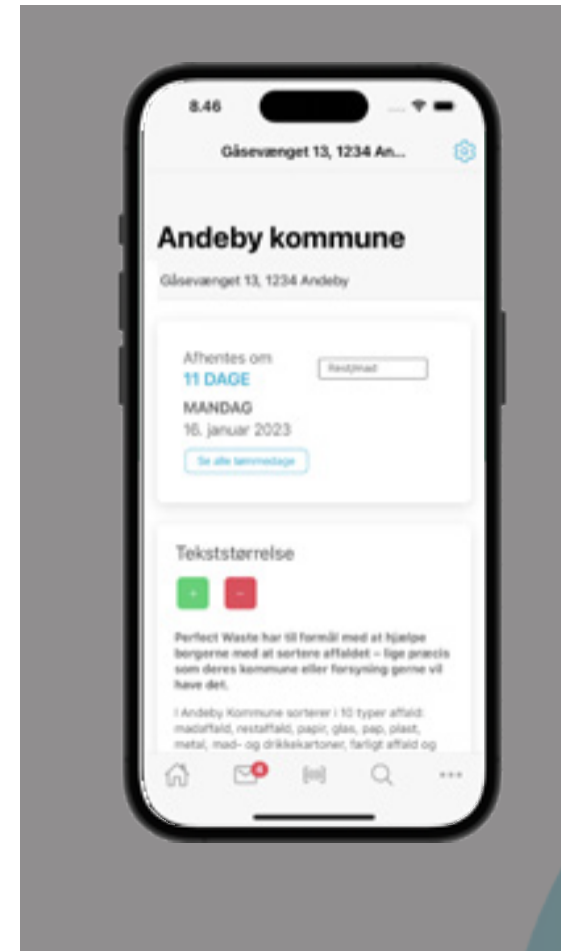 8.46
Gåsevænget 13, 1234 An...
Andeby kommune
Gåsevænget 13, 1234 Andeby
Afhentes om
11 DAGE
Rest/mad
MANDAG
16. januar 2023
Se alle tømmedage
Tekststørrelse
+
-
Perfect Waste har til formål med at hjælpe
borgerne med at sortere affaldet – lige præcis
som deres kommune eller forsyning gerne vil
have det.
I Andeby Kommune sorterer i 10 typer affald:
madaffald, restaffald, papir, glas, pap, plast,
metal, mad- og drikkekartoner, farligt affald og
4